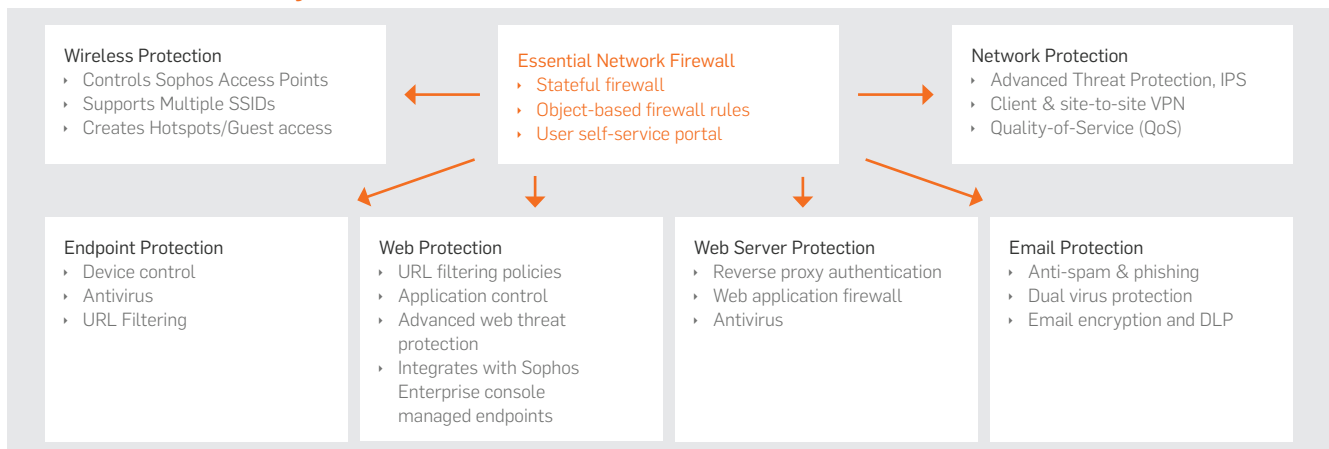 Wireless Protection
‣ Controls Sophos Access Points
‣ Supports Multiple SSIDs
‣ Creates Hotspots/Guest access
Essential Network Firewall
‣ Stateful firewall
‣ Object-based firewall rules
‣ User self-service portal
Network Protection
‣ Advanced Threat Protection, IPS
‣ Client & site-to-site VPN
‣ Quality-of-Service (QoS)
Endpoint Protection
‣ Device control
‣ Antivirus
‣ URL Filtering
Web Protection
‣ URL filtering policies
‣ Application control
‣ Advanced web threat
protection
‣ Integrates with Sophos
Enterprise console
managed endpoints
Web Server Protection
‣ Reverse proxy authentication
‣ Web application firewall
‣ Antivirus
Email Protection
‣ Anti-spam & phishing
‣ Dual virus protection
‣ Email encryption and DLP